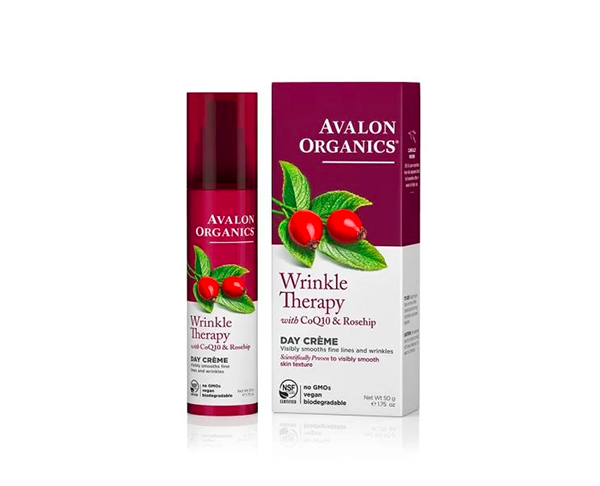 AVALON
ORGANICS
Wrinkle
Therapy
with CoQ10 & Rosehip
DAY CRÈME
Visibly smooths fine
lines and wrinkles
NSF
no GMOs
vegan
biodegradable
AVALON
ORGANICS®
Wrinkle
Therapy
with CoQ10 & Rosehip
DAY CRÈME
Visibly smooths fine lines and wrinkles
Scientifically Proven to visibly smooth
skin texture
NSF
CERTIFIED
no GMOs
vegan
biodegradable
Net Wt 50 g
e 1.75 oz